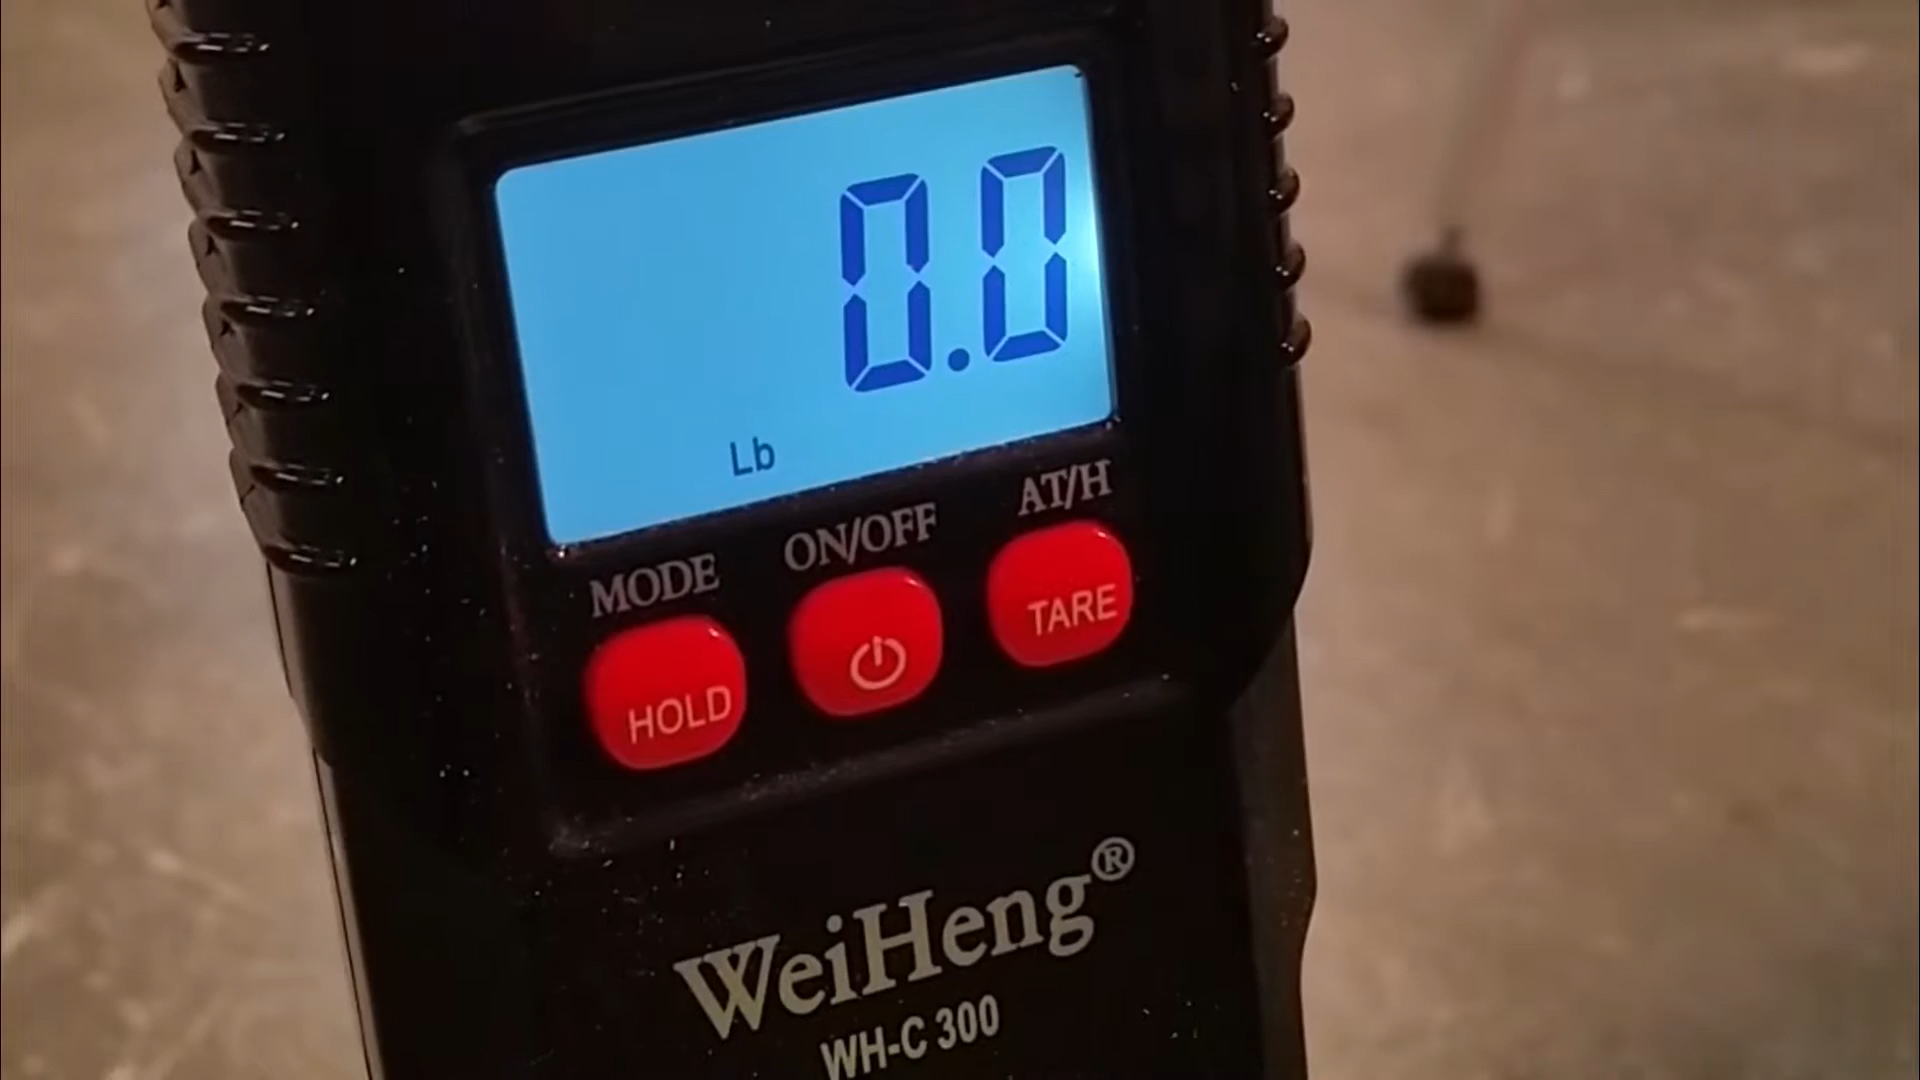 0.0
Lb
MODE ON/OFF AT/H
HOLD TARE
WeiHeng®
WH-C 300